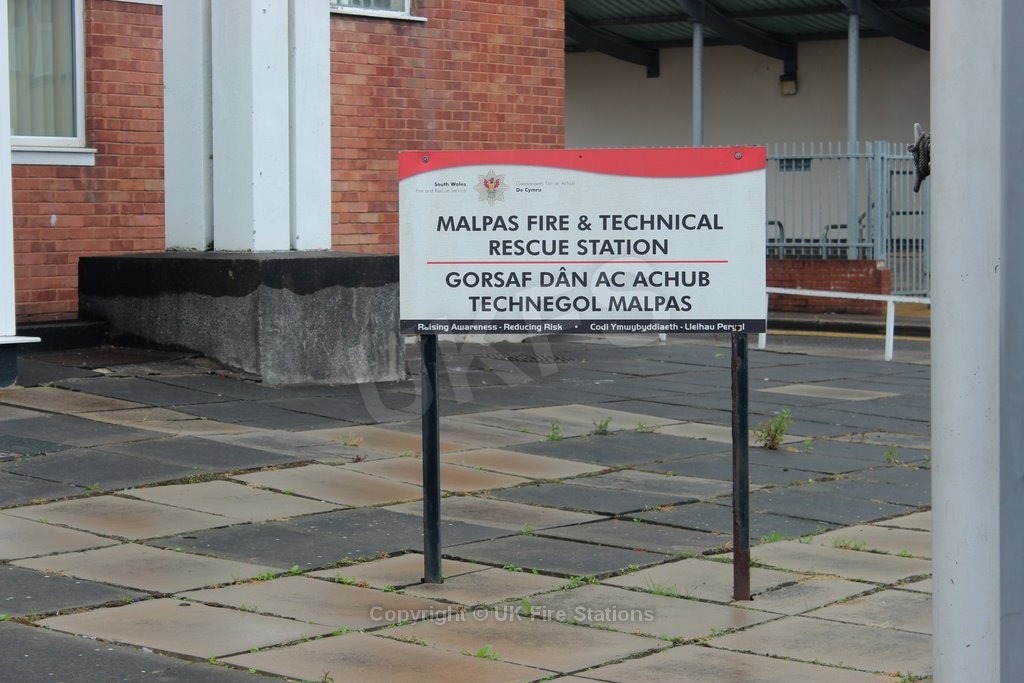 South Wales
Fire and Rescue Service
Gwasanaeth Tân ac Achub
De Cymru
MALPAS FIRE & TECHNICAL
RESCUE STATION
GORSAF DÂN AC ACHUB
TECHNEGOL MALPAS
Raising Awareness - Reducing Risk • Codi Ymwybyddiaeth - Lleihau Perygl
UKFS
Copyright © UK Fire Stations